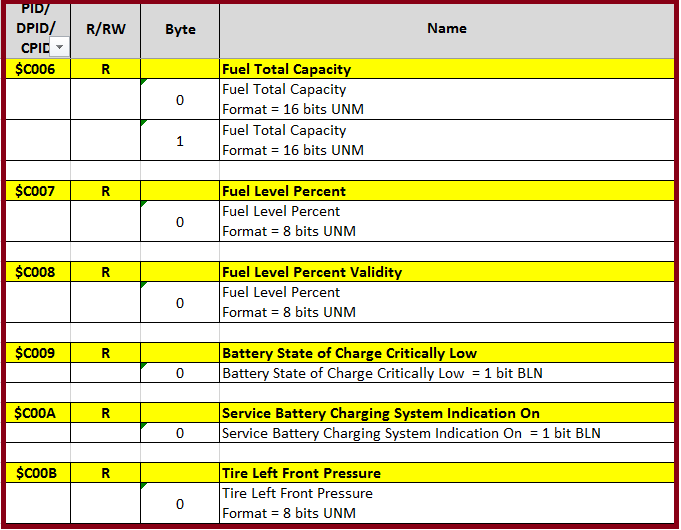 PID/
DPID/
CPID
R/RW
Byte
Name
$C006 R Fuel Total Capacity
0 Fuel Total Capacity
Format = 16 bits UNM
1 Fuel Total Capacity
Format = 16 bits UNM
$C007 R Fuel Level Percent
0 Fuel Level Percent
Format = 8 bits UNM
$C008 R Fuel Level Percent Validity
0 Fuel Level Percent
Format = 8 bits UNM
$C009 R Battery State of Charge Critically Low
0 Battery State of Charge Critically Low = 1 bit BLN
$C00A R Service Battery Charging System Indication On
0 Service Battery Charging System Indication On = 1 bit BLN
$C00B R Tire Left Front Pressure
0 Tire Left Front Pressure
Format = 8 bits UNM